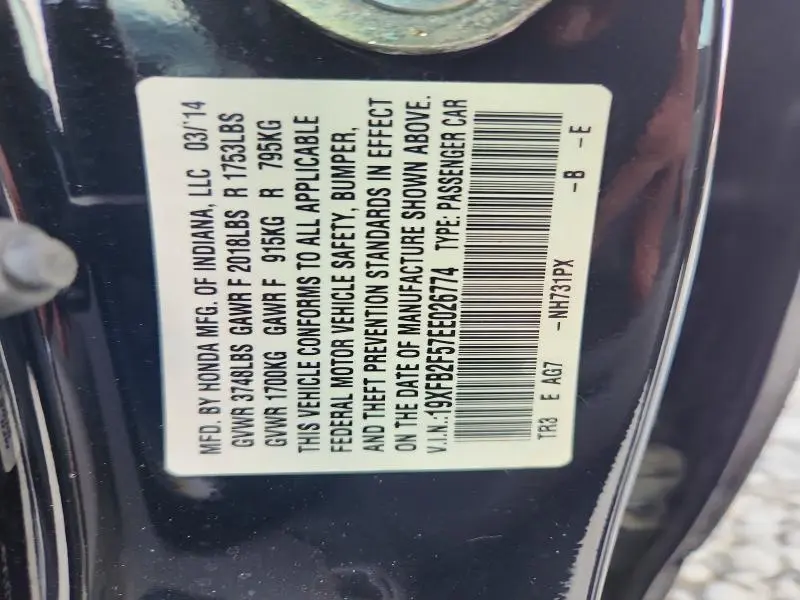 MFD. BY HONDA MFG. OF INDIANA, LLC 03/'14
GVWR 3748LBS GAWR F 2018LBS R 1753LBS
GVWR 1700KG GAWR F 915KG R 795KG
THIS VEHICLE CONFORMS TO ALL APPLICABLE
FEDERAL MOTOR VEHICLE SAFETY, BUMPER,
AND THEFT PREVENTION STANDARDS IN EFFECT
ON THE DATE OF MANUFACTURE SHOWN ABOVE.
V.I.N.:19XFB2F57EE026774 TYPE: PASSENGER CAR
TR3 E AG7 -NH731PX -B -E